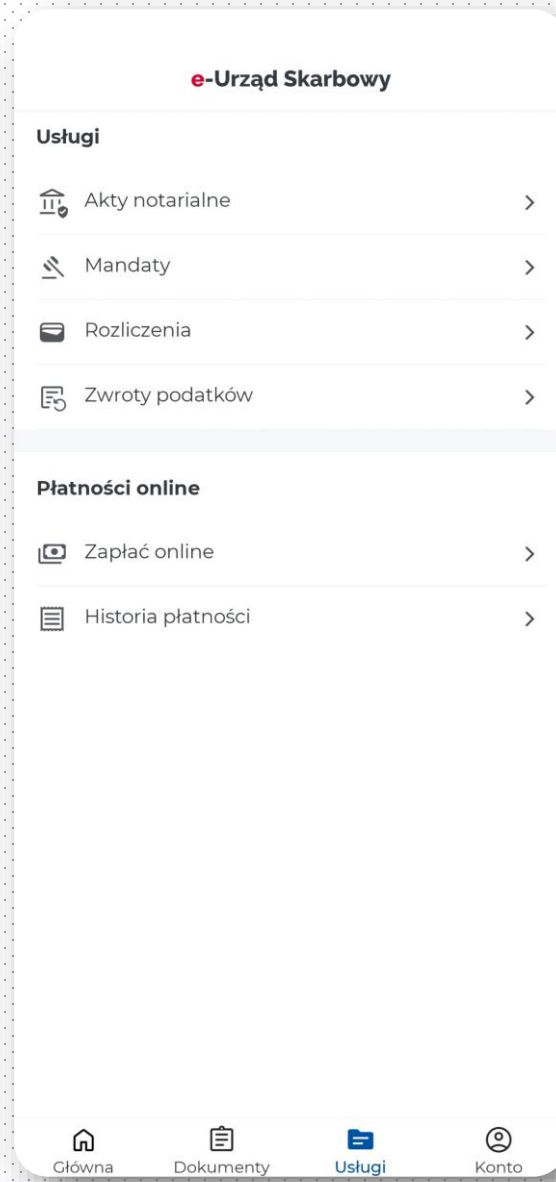 e-Urząd Skarbowy
Usługi
Akty notarialne
Mandaty
Rozliczenia
Zwroty podatków
Płatności online
Zapłać online
Historia płatności
Główna Dokumenty Usługi Konto